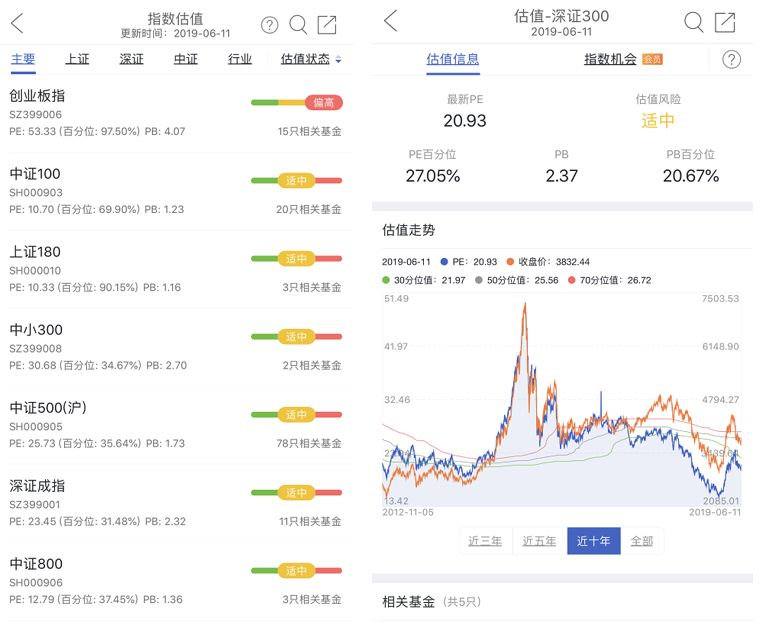 指数估值
更新时间：2019-06-11
主要 上证 深证 中证 行业 估值状态
创业板指
SZ399006
偏高
PE: 53.33 (百分位: 97.50%) PB: 4.07
15只相关基金
中证100
SH000903
适中
PE: 10.70 (百分位: 69.90%) PB: 1.23
20只相关基金
上证180
SH000010
适中
PE: 10.33 (百分位: 90.15%) PB: 1.16
3只相关基金
中小300
SZ399008
适中
PE: 30.68 (百分位: 34.67%) PB: 2.70
2只相关基金
中证500(沪)
SH000905
适中
PE: 25.73 (百分位: 35.64%) PB: 1.73
78只相关基金
深证成指
SZ399001
适中
PE: 23.45 (百分位: 31.48%) PB: 2.32
11只相关基金
中证800
SH000906
适中
PE: 12.79 (百分位: 37.45%) PB: 1.36
3只相关基金
估值-深证300
2019-06-11
估值信息 指数机会 会员
最新PE 估值风险
20.93 适中
PE百分位 PB PB百分位
27.05% 2.37 20.67%
估值走势
2019-06-11 PE：20.93 收盘价：3832.44
30分位值：21.97 50分位值：25.56 70分位值：26.72
51.49 7503.53
41.97 6148.90
32.46 4794.27
13.42 2085.01
2012-11-05 2019-06-11
近三年 近五年 近十年 全部
相关基金 (共5只)